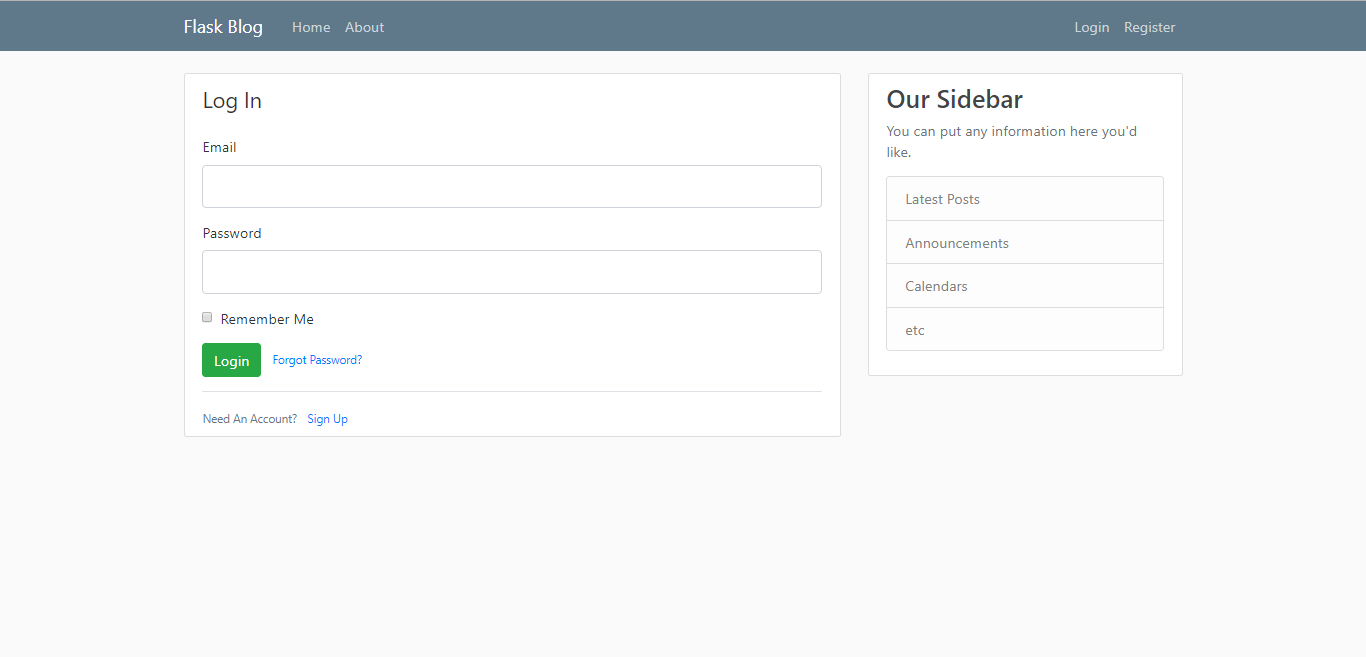 Flask Blog Home About Login Register
Log In
Email
Password
Remember Me
Login Forgot Password?
Need An Account? Sign Up
Our Sidebar
You can put any information here you'd
like.
Latest Posts
Announcements
Calendars
etc